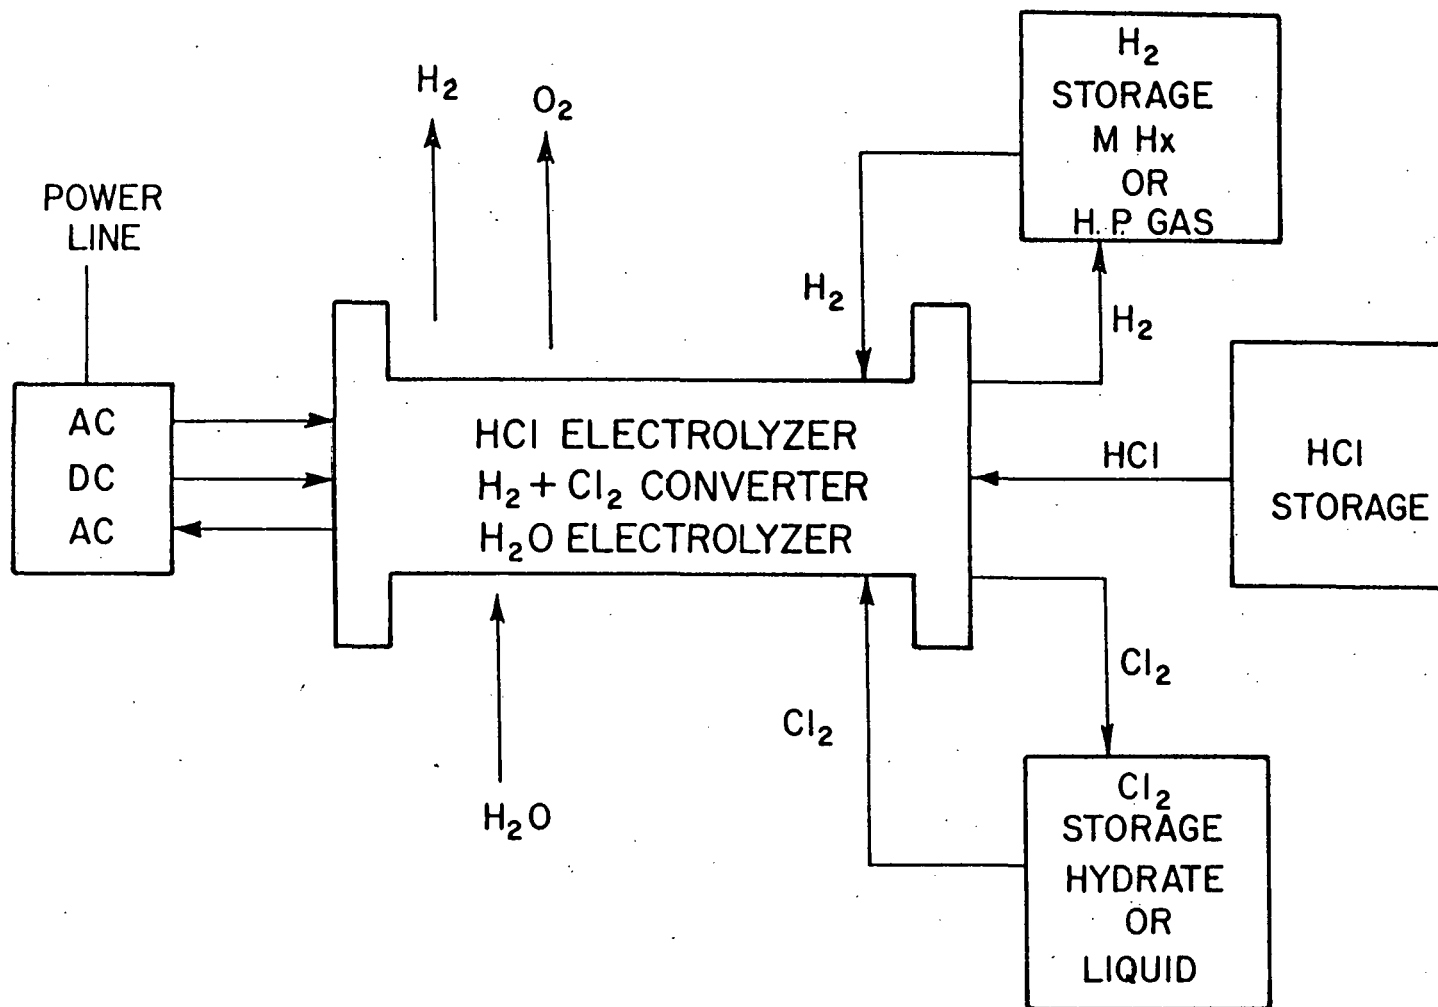 H₂
O₂
POWER
LINE
H₂
STORAGE
M Hx
OR
H.P. GAS
H₂
H₂
AC
DC
AC
HCl ELECTROLYZER
H₂ + Cl₂ CONVERTER
H₂O ELECTROLYZER
HCl
HCl
STORAGE
H₂O
Cl₂
Cl₂
Cl₂
STORAGE
HYDRATE
OR
LIQUID